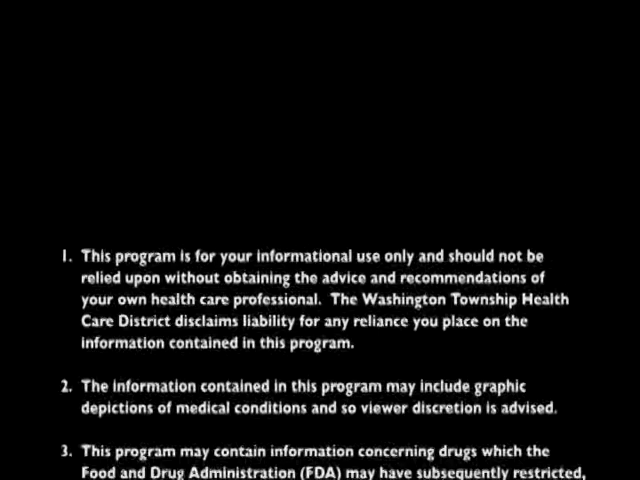 1. This program is for your informational use only and should not be
relied upon without obtaining the advice and recommendations of
your own health care professional. The Washington Township Health
Care District disclaims liability for any reliance you place on the
information contained in this program.
2. The information contained in this program may include graphic
depictions of medical conditions and so viewer discretion is advised.
3. This program may contain information concerning drugs which the
Food and Drug Administration (FDA) may have subsequently restricted,